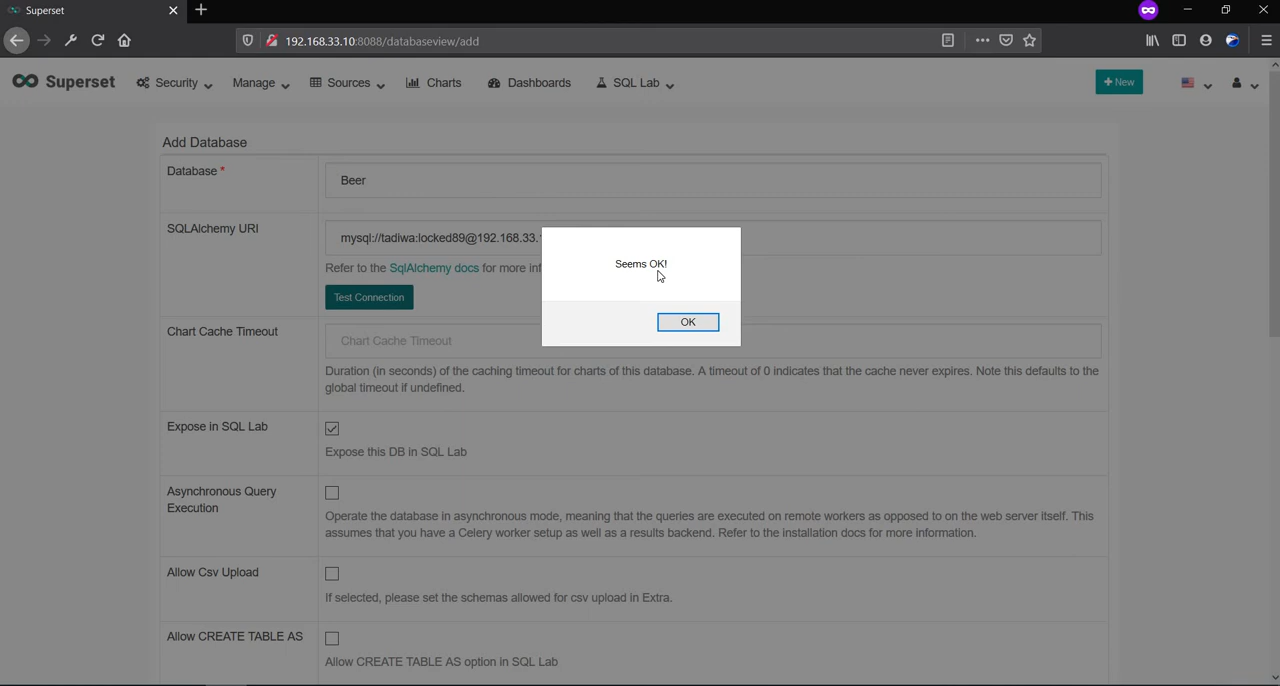 Superset
192.168.33.10:8088/databaseview/add
Superset Security Manage Sources Charts Dashboards SQL Lab + New
Add Database
Database * Beer
SQLAlchemy URI mysql://tadiwa:locked89@192.168.33.
Refer to the SqlAlchemy docs for more inf
Test Connection
Seems OK!
OK
Chart Cache Timeout Chart Cache Timeout
Duration (in seconds) of the caching timeout for charts of this database. A timeout of 0 indicates that the cache never expires. Note this defaults to the
global timeout if undefined.
Expose in SQL Lab
Expose this DB in SQL Lab
Asynchronous Query
Execution
Operate the database in asynchronous mode, meaning that the queries are executed on remote workers as opposed to on the web server itself. This
assumes that you have a Celery worker setup as well as a results backend. Refer to the installation docs for more information.
Allow Csv Upload
If selected, please set the schemas allowed for csv upload in Extra.
Allow CREATE TABLE AS
Allow CREATE TABLE AS option in SQL Lab